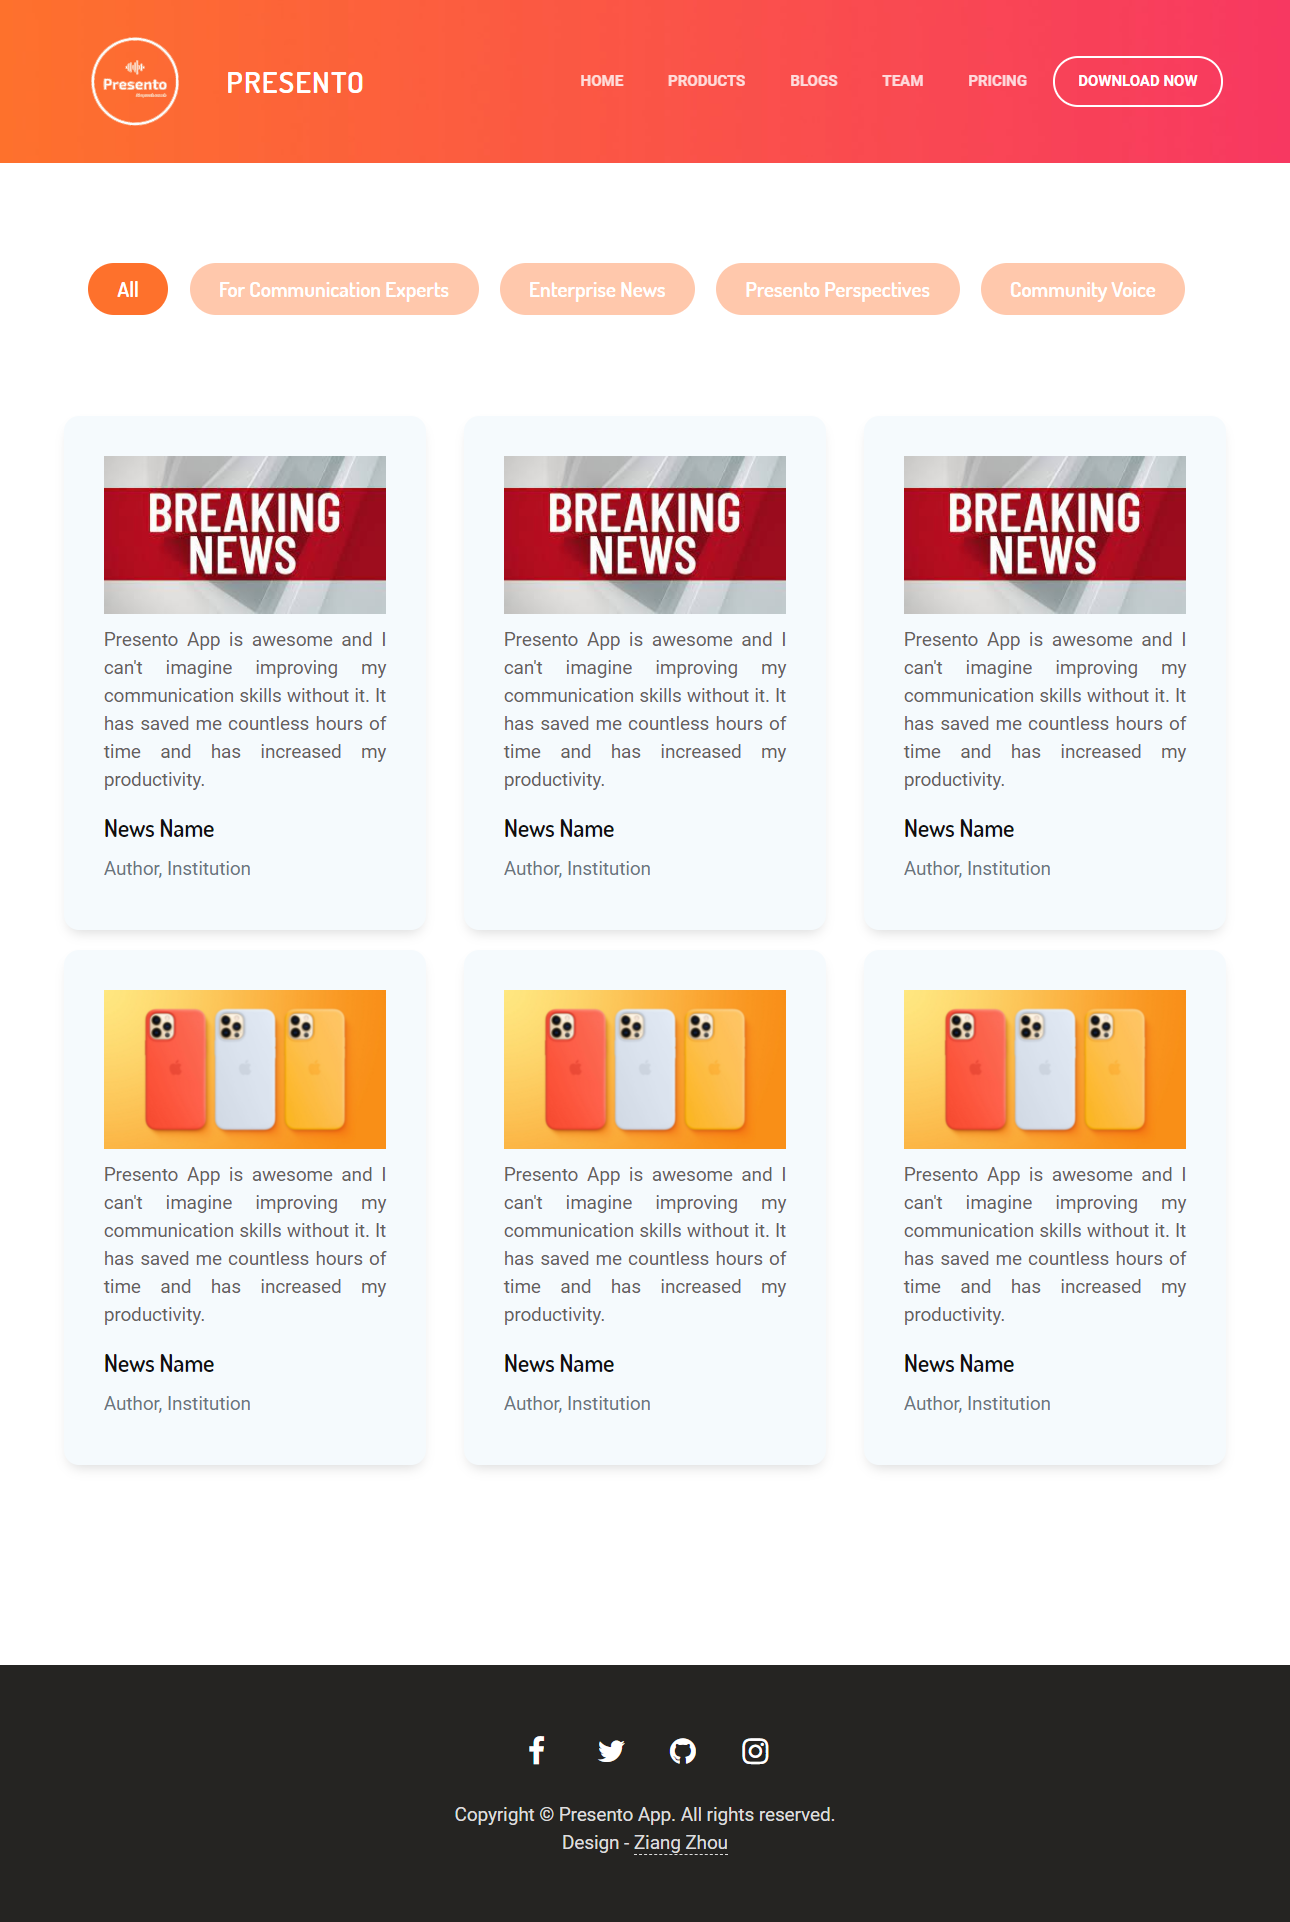 Presento
PRESENTO
HOME PRODUCTS BLOGS TEAM PRICING DOWNLOAD NOW
All For Communication Experts Enterprise News Presento Perspectives Community Voice
BREAKING
NEWS
Presento App is awesome and I
can't imagine improving my
communication skills without it. It
has saved me countless hours of
time and has increased my
productivity.
News Name
Author, Institution
BREAKING
NEWS
Presento App is awesome and I
can't imagine improving my
communication skills without it. It
has saved me countless hours of
time and has increased my
productivity.
News Name
Author, Institution
BREAKING
NEWS
Presento App is awesome and I
can't imagine improving my
communication skills without it. It
has saved me countless hours of
time and has increased my
productivity.
News Name
Author, Institution
Presento App is awesome and I
can't imagine improving my
communication skills without it. It
has saved me countless hours of
time and has increased my
productivity.
News Name
Author, Institution
Presento App is awesome and I
can't imagine improving my
communication skills without it. It
has saved me countless hours of
time and has increased my
productivity.
News Name
Author, Institution
Presento App is awesome and I
can't imagine improving my
communication skills without it. It
has saved me countless hours of
time and has increased my
productivity.
News Name
Author, Institution
Copyright © Presento App. All rights reserved.
Design - Ziang Zhou